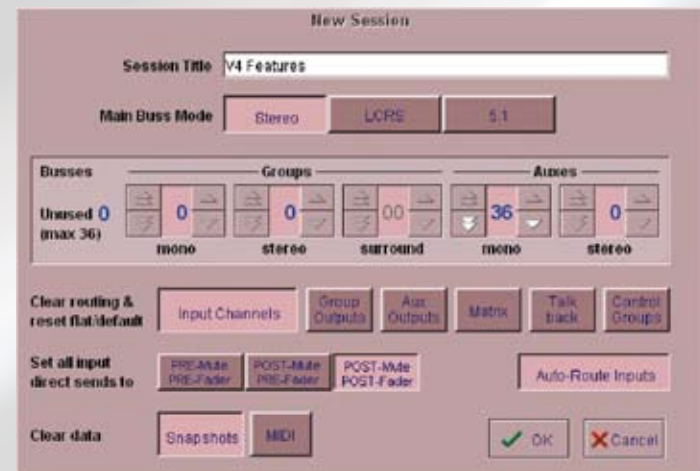 New Session
Session Title V4 Features
Main Buss Mode Stereo LCRS 5.1
Busses Groups Auxes
Unused 0 (max 36)
0 0 00 36 0
mono stereo surround mono stereo
Clear routing & reset flat/default
Input Channels Group Outputs Aux Outputs Matrix Talk back Control Groups
Set all input direct sends to
PRE-Mute PRE-Fader POST-Mute PRE-Fader POST-Mute POST-Fader Auto-Route Inputs
Clear data Snapshots MIDI OK Cancel